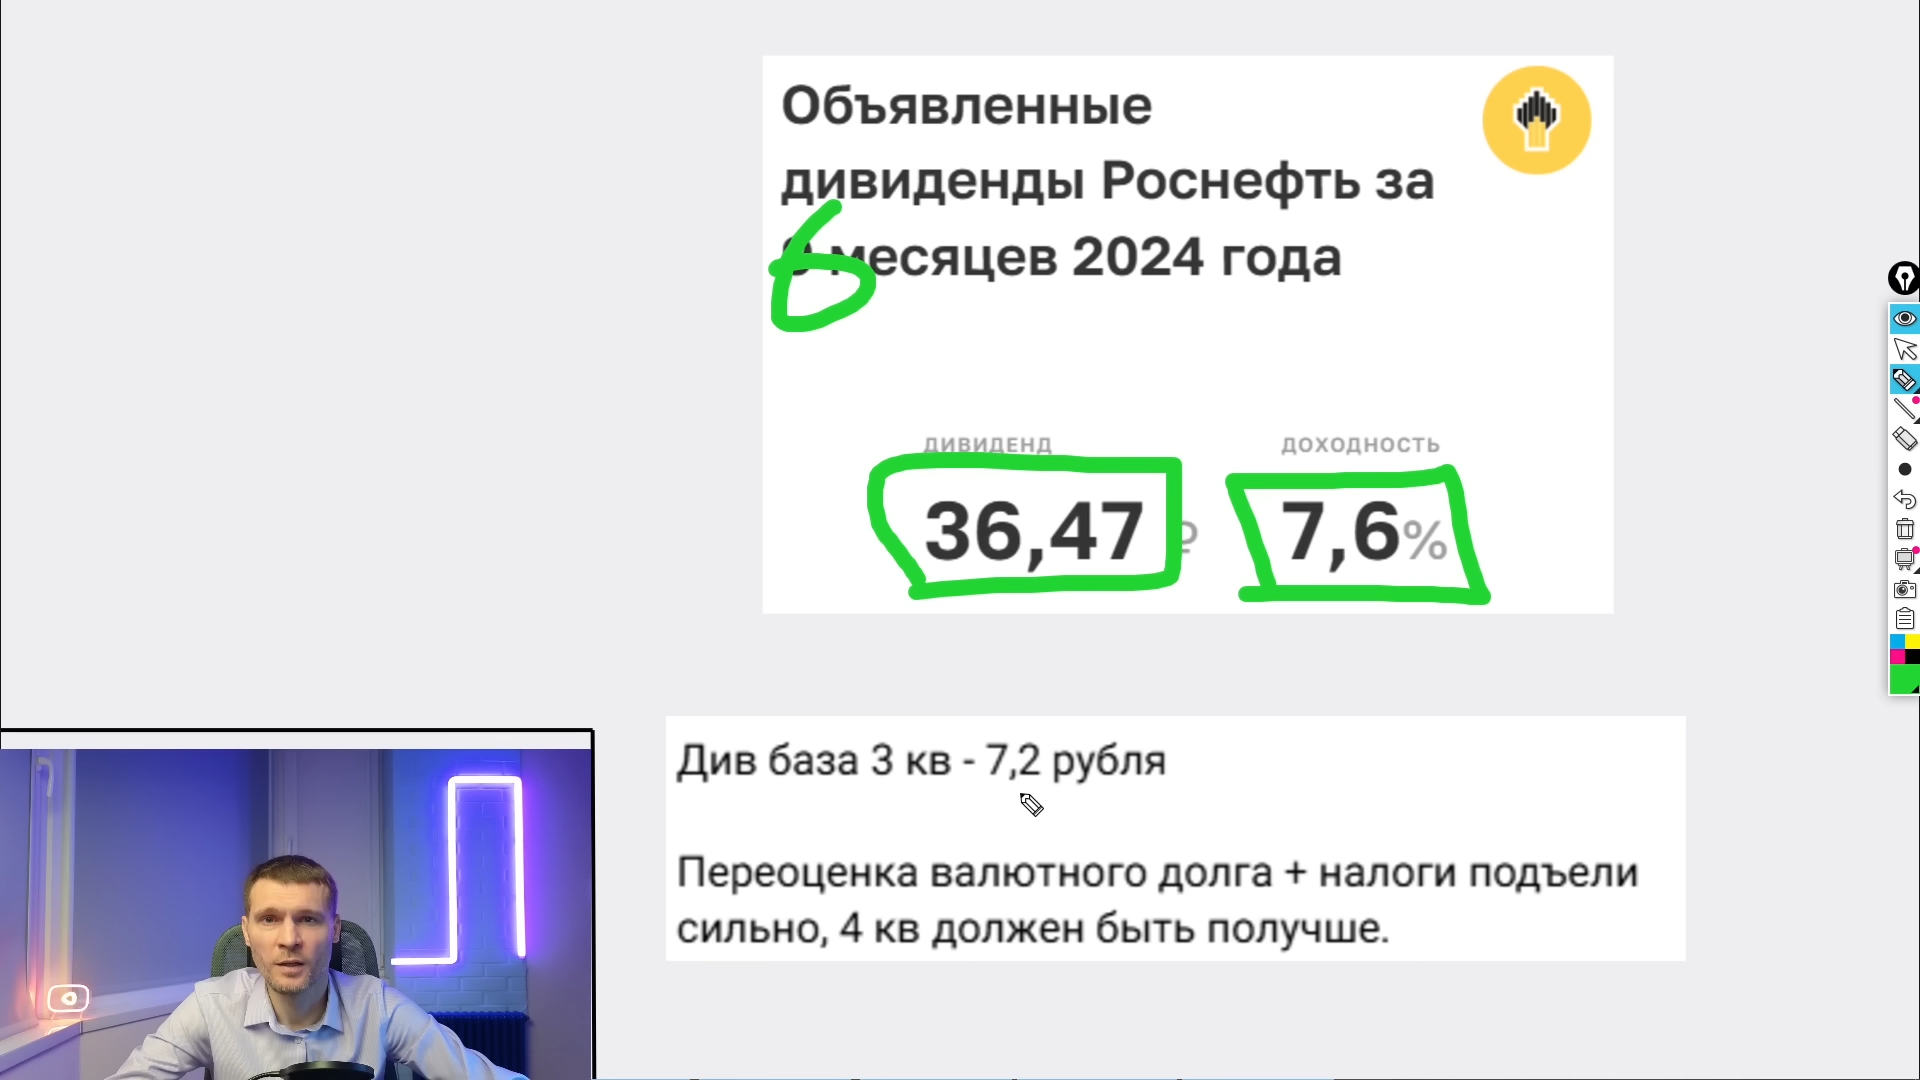 Объявленные
дивиденды Роснефть за
6 месяцев 2024 года
ДИВИДЕНД
ДОХОДНОСТЬ
36,47 ₽
7,6%
Див база 3 кв - 7,2 рубля
Переоценка валютного долга + налоги подъели
сильно, 4 кв должен быть получше.